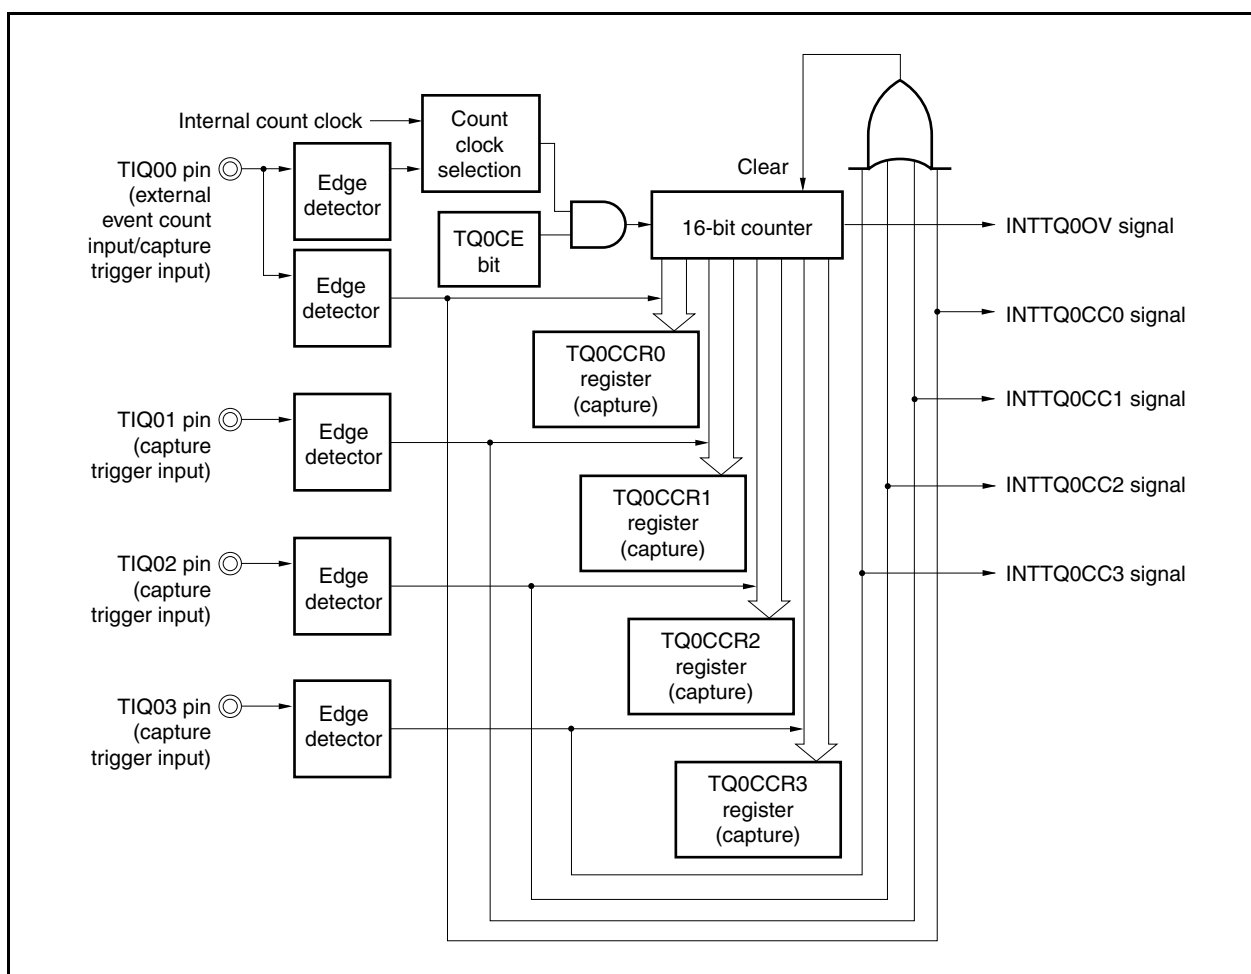 Internal count clock
Count
clock
selection
TIQ00 pin
(external
event count
input/capture
trigger input)
Edge
detector
Clear
TQ0CE
bit
16-bit counter
INTTQ0OV signal
Edge
detector
INTTQ0CC0 signal
TQ0CCR0
register
(capture)
TIQ01 pin
(capture
trigger input)
Edge
detector
INTTQ0CC1 signal
TQ0CCR1
register
(capture)
INTTQ0CC2 signal
TIQ02 pin
(capture
trigger input)
Edge
detector
INTTQ0CC3 signal
TQ0CCR2
register
(capture)
TIQ03 pin
(capture
trigger input)
Edge
detector
TQ0CCR3
register
(capture)